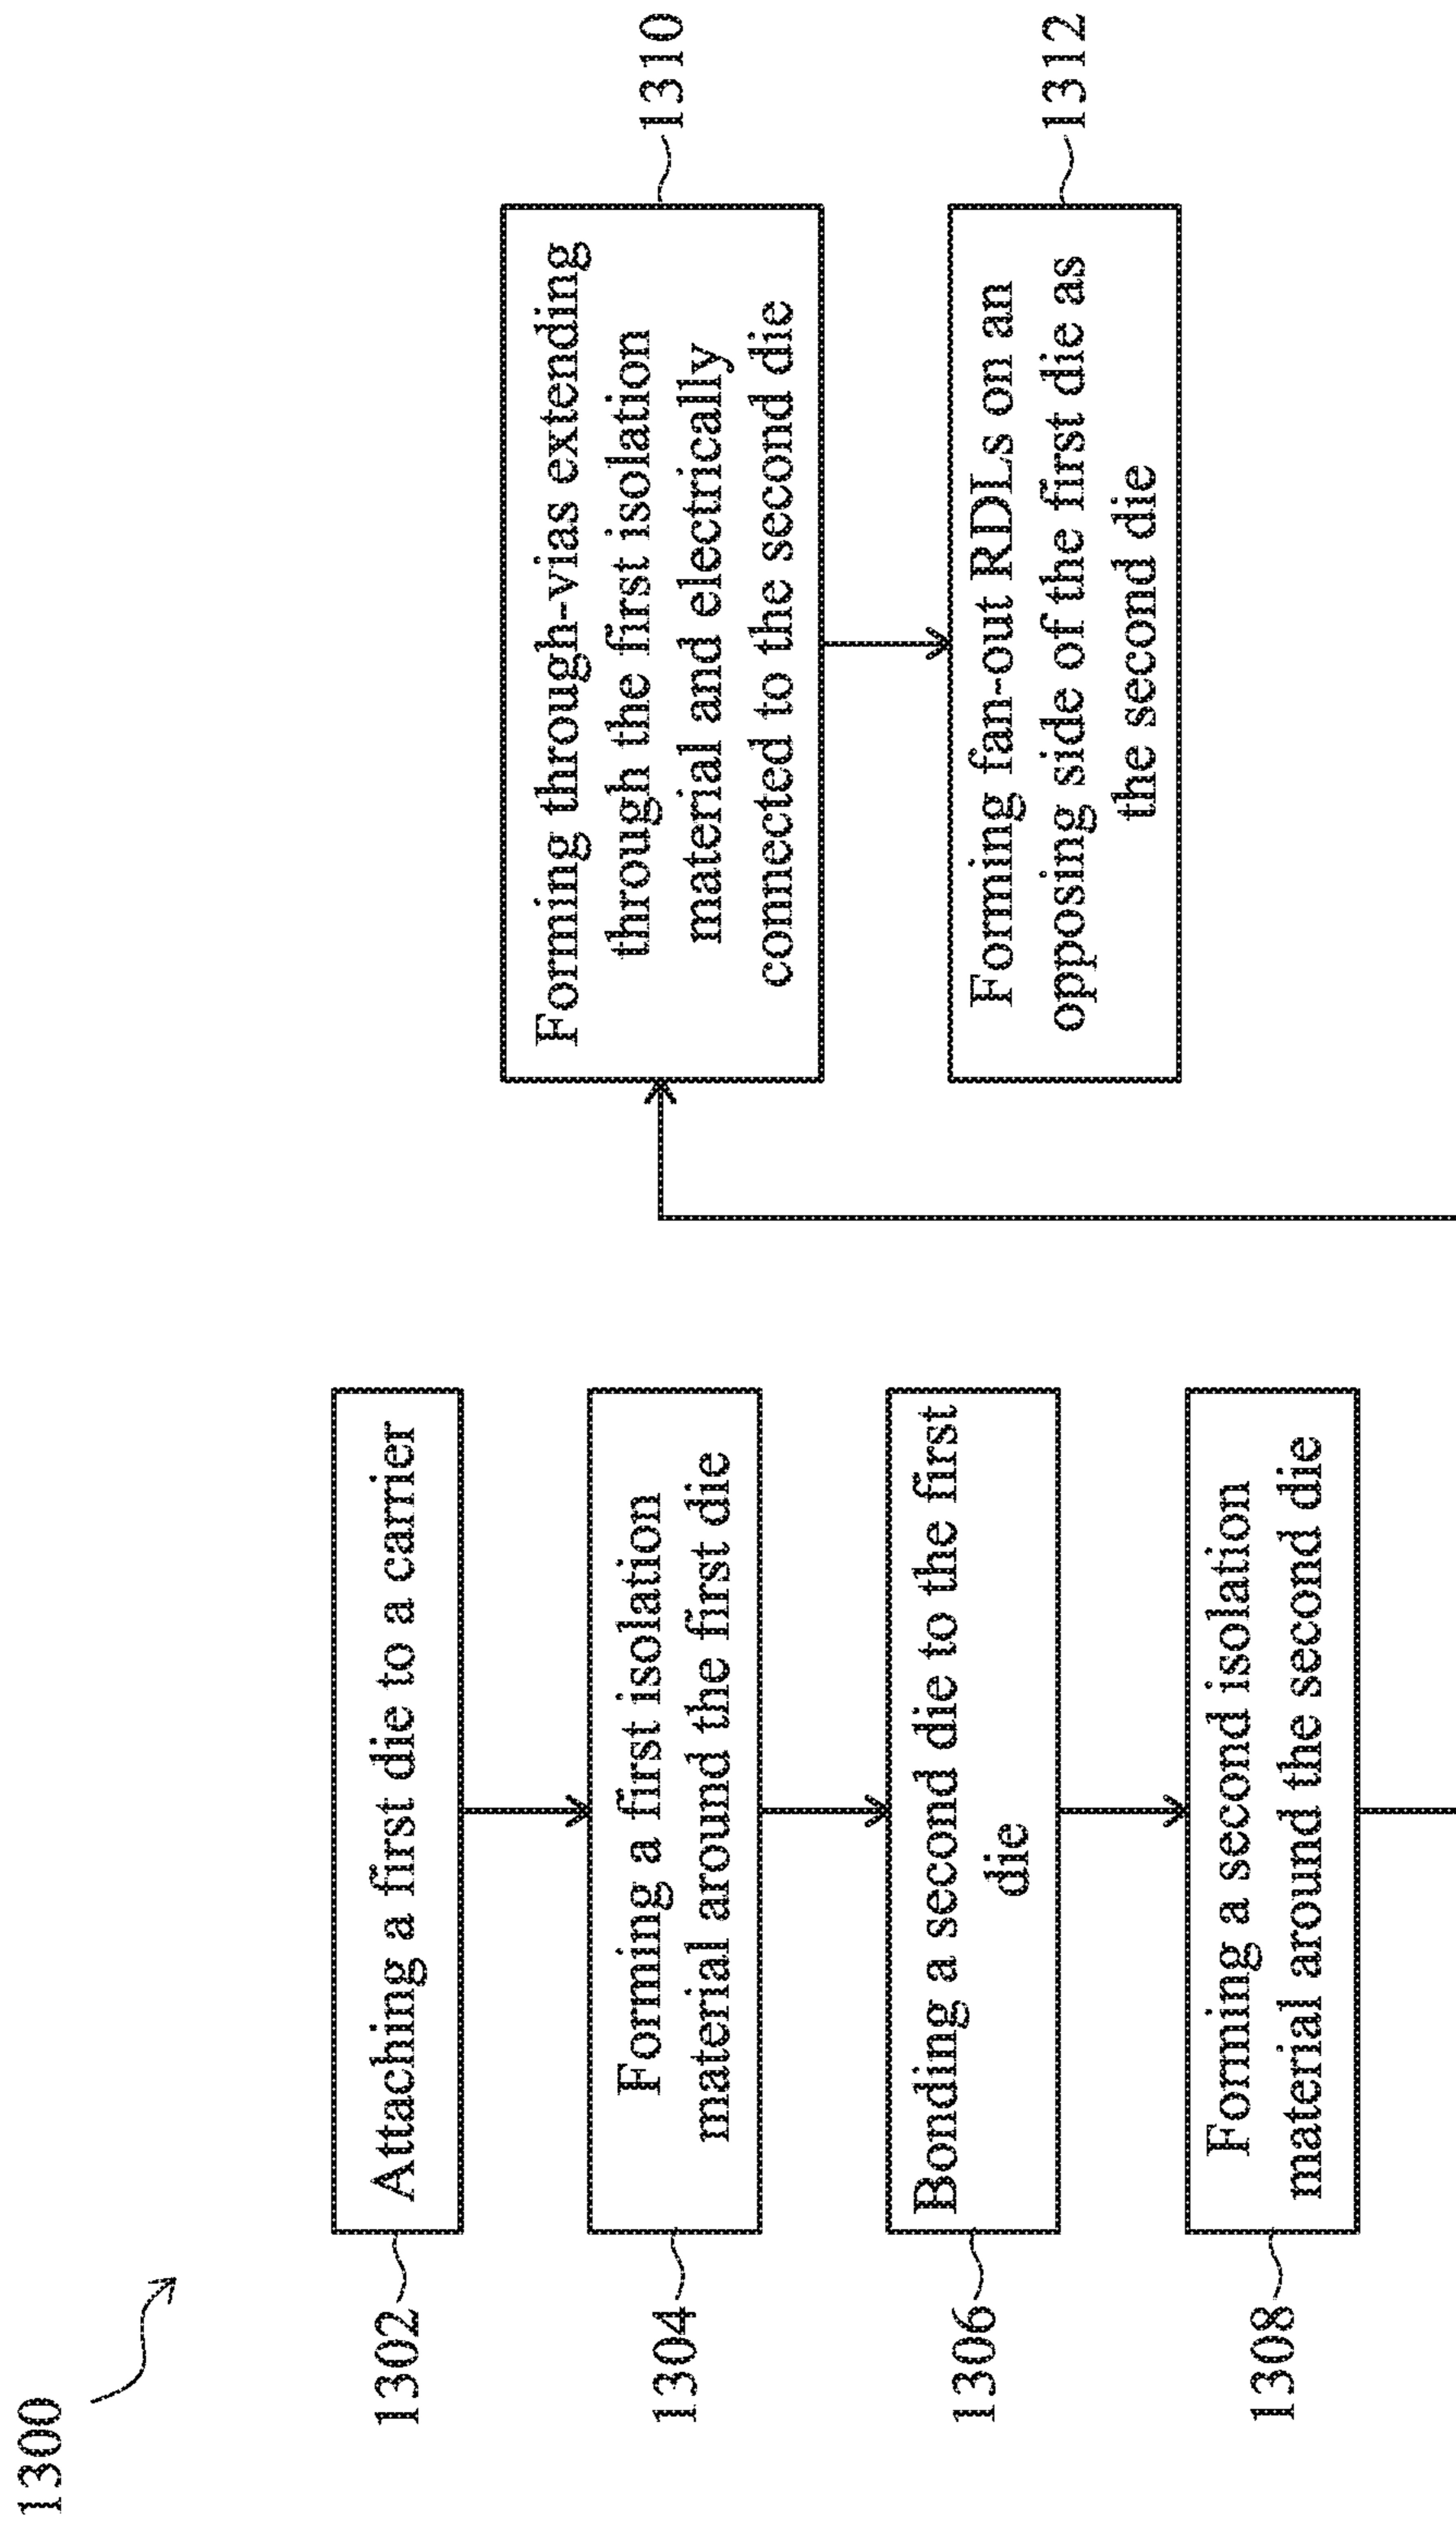 1300
1302
Attaching a first die to a carrier
1304
Forming a first isolation
material around the first die
1306
Bonding a second die to the first
die
1308
Forming a second isolation
material around the second die
Forming through-vias extending
through the first isolation
material and electrically
connected to the second die
1310
Forming fan-out RDLs on an
opposing side of the first die as
the second die
1312